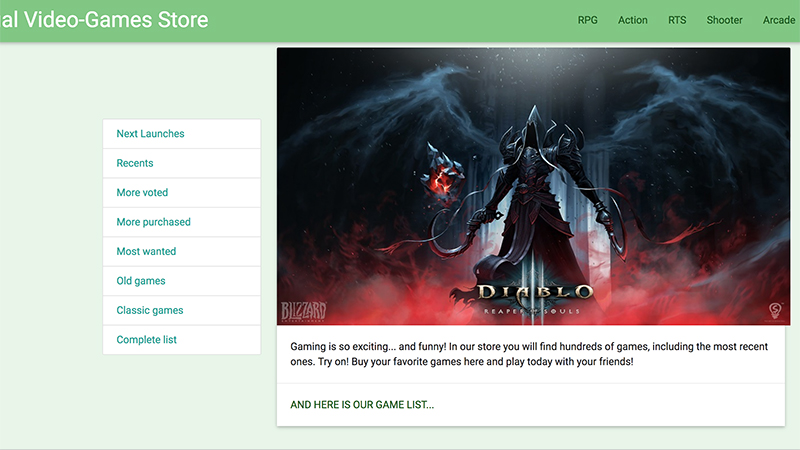 al Video-Games Store
RPG Action RTS Shooter Arcade
Next Launches
Recents
More voted
More purchased
Most wanted
Old games
Classic games
Complete list
DIABLO
III
REAPER OF SOULS
BLIZZARD
ENTERTAINMENT
Gaming is so exciting... and funny! In our store you will find hundreds of games, including the most recent
ones. Try on! Buy your favorite games here and play today with your friends!
AND HERE IS OUR GAME LIST...